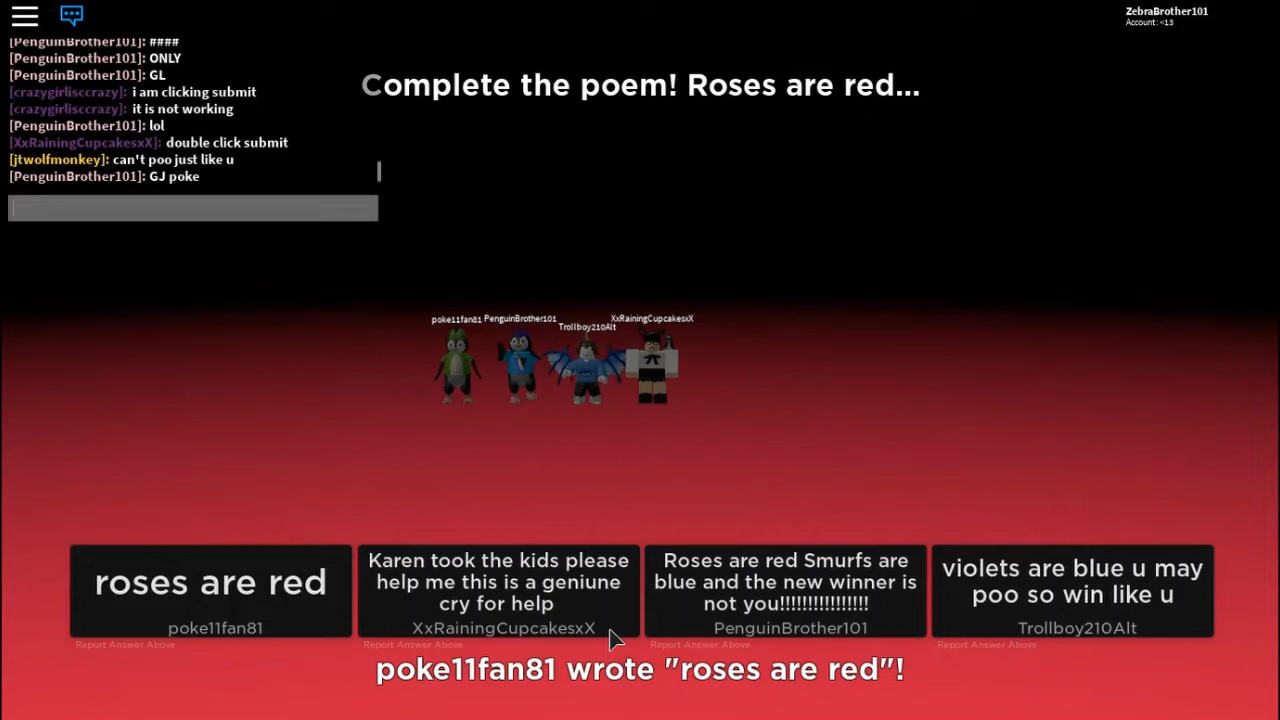 ZebraBrother101
Account: <13
[PenguinBrother101]: ####
[PenguinBrother101]: ONLY
[PenguinBrother101]: GL
[crazygirlisccrazy]: i am clicking submit
[crazygirlisccrazy]: it is not working
[PenguinBrother101]: lol
[XxRainingCupcakesxX]: double click submit
[jtwolfmonkey]: can't poo just like u
[PenguinBrother101]: GJ poke
Complete the poem! Roses are red...
poke11fan81
PenguinBrother101
Trollboy210Alt
XxRainingCupcakesxX
roses are red
poke11fan81
Report Answer Above
Karen took the kids please
help me this is a geniune
cry for help
XxRainingCupcakesxX
Report Answer Above
Roses are red Smurfs are
blue and the new winner is
not you!!!!!!!!!!!!!!!!
PenguinBrother101
Report Answer Above
violets are blue u may
poo so win like u
Trollboy210Alt
Report Answer Above
poke11fan81 wrote "roses are red"!